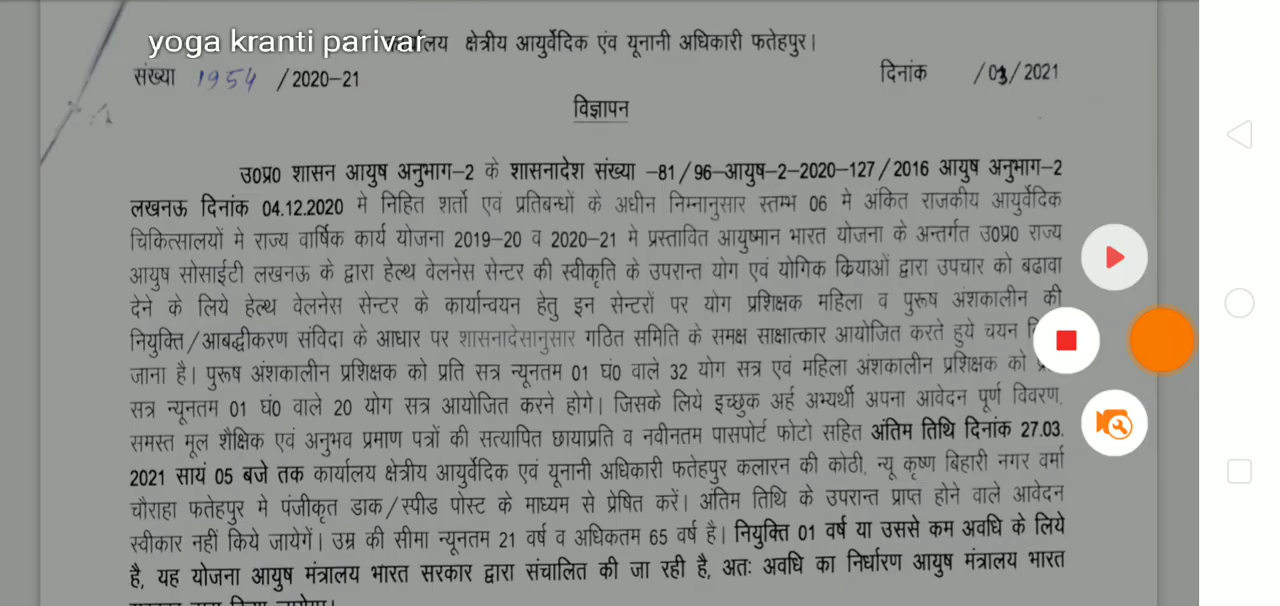 yoga kranti parivar
कार्यालय क्षेत्रीय आयुर्वेदिक एंव यूनानी अधिकारी फतेहपुर।
संख्या 1954 /2020-21 दिनांक /03/2021
विज्ञापन
उ0प्र0 शासन आयुष अनुभाग-2 के शासनादेश संख्या -81/96-आयुष-2-2020-127/2016 आयुष अनुभाग-2
लखनऊ दिनांक 04.12.2020 मे निहित शर्तो एवं प्रतिबन्धों के अधीन निम्नानुसार स्तम्भ 06 मे अंकित राजकीय आयुर्वेदिक
चिकित्सालयों मे राज्य वार्षिक कार्य योजना 2019-20 व 2020-21 मे प्रस्तावित आयुष्मान भारत योजना के अन्तर्गत उ0प्र0 राज्य
आयुष सोसाईटी लखनऊ के द्वारा हेल्थ वेलनेस सेन्टर की स्वीकृति के उपरान्त योग एवं यौगिक क्रियाओं द्वारा उपचार को बढावा
देने के लिये हेल्थ वेलनेस सेन्टर के कार्यान्वयन हेतु इन सेन्टरों पर योग प्रशिक्षक महिला व पुरूष अंशकालीन की
नियुक्ति/आबद्धीकरण संविदा के आधार पर शासनादेसानुसार गठित समिति के समक्ष साक्षात्कार आयोजित करते हुये चयन
जाना है। पुरूष अंशकालीन प्रशिक्षक को प्रति सत्र न्यूनतम 01 घं0 वाले 32 योग सत्र एवं महिला अंशकालीन प्रशिक्षक को
सत्र न्यूनतम 01 घं0 वाले 20 योग सत्र आयोजित करने होगे। जिसके लिये इच्छुक अर्ह अभ्यर्थी अपना आवेदन पूर्ण विवरण,
समस्त मूल शैक्षिक एवं अनुभव प्रमाण पत्रों की सत्यापित छायाप्रति व नवीनतम पासपोर्ट फोटो सहित अंतिम तिथि दिनांक 27.03.
2021 सायं 05 बजे तक कार्यालय क्षेत्रीय आयुर्वेदिक एवं यूनानी अधिकारी फतेहपुर कलारन की कोठी, न्यू कृष्ण बिहारी नगर वर्मा
चौराहा फतेहपुर मे पंजीकृत डाक/स्पीड पोस्ट के माध्यम से प्रेषित करें। अंतिम तिथि के उपरान्त प्राप्त होने वाले आवेदन
स्वीकार नहीं किये जायेगें। उम्र की सीमा न्यूनतम 21 वर्ष व अधिकतम 65 वर्ष है। नियुक्ति 01 वर्ष या उससे कम अवधि के लिये
है, यह योजना आयुष मंत्रालय भारत सरकार द्वारा संचालित की जा रही है, अतः अवधि का निर्धारण आयुष मंत्रालय भारत